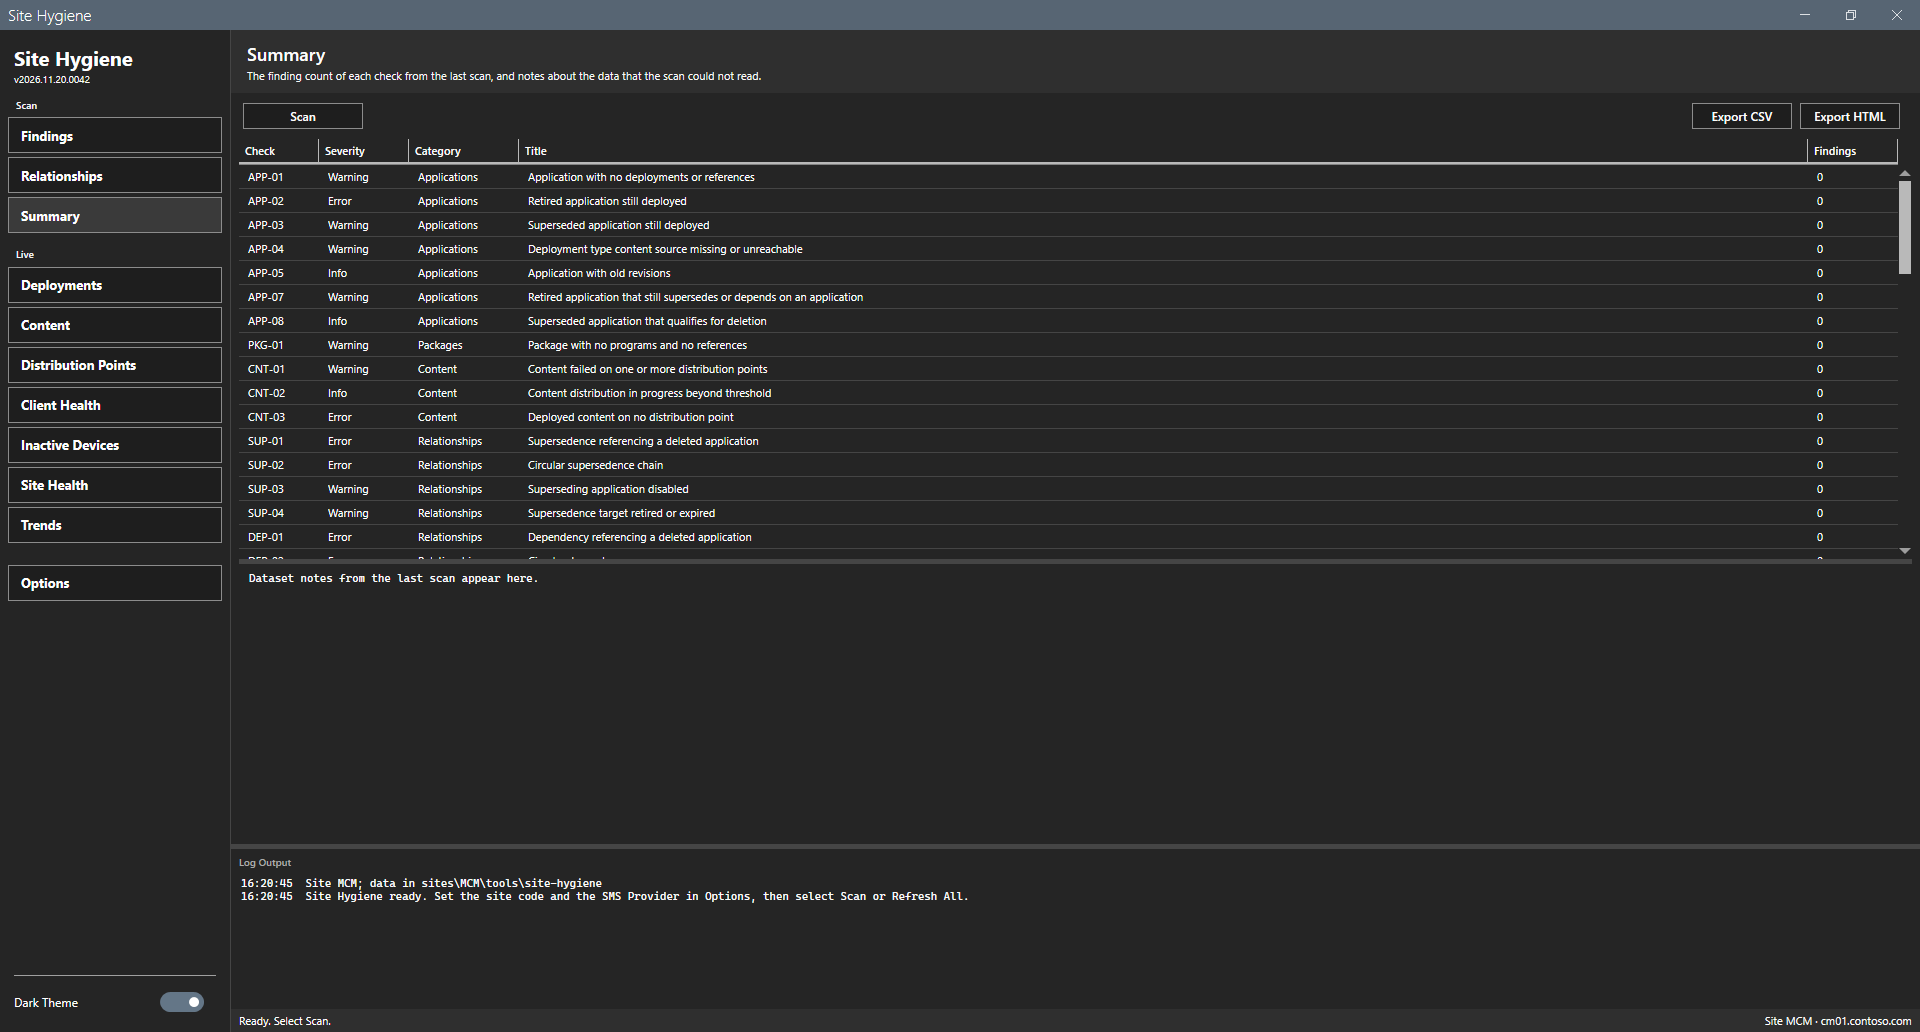 Site Hygiene
Site Hygiene
v2026.11.20.0042
Scan
Findings
Relationships
Summary
Live
Deployments
Content
Distribution Points
Client Health
Inactive Devices
Site Health
Trends
Options
Dark Theme
Summary
The finding count of each check from the last scan, and notes about the data that the scan could not read.
Scan Export CSV Export HTML
Check Severity Category Title Findings
APP-01 Warning Applications Application with no deployments or references 0
APP-02 Error Applications Retired application still deployed 0
APP-03 Warning Applications Superseded application still deployed 0
APP-04 Warning Applications Deployment type content source missing or unreachable 0
APP-05 Info Applications Application with old revisions 0
APP-07 Warning Applications Retired application that still supersedes or depends on an application 0
APP-08 Info Applications Superseded application that qualifies for deletion 0
PKG-01 Warning Packages Package with no programs and no references 0
CNT-01 Warning Content Content failed on one or more distribution points 0
CNT-02 Info Content Content distribution in progress beyond threshold 0
CNT-03 Error Content Deployed content on no distribution point 0
SUP-01 Error Relationships Supersedence referencing a deleted application 0
SUP-02 Error Relationships Circular supersedence chain 0
SUP-03 Warning Relationships Superseding application disabled 0
SUP-04 Warning Relationships Supersedence target retired or expired 0
DEP-01 Error Relationships Dependency referencing a deleted application 0
Dataset notes from the last scan appear here.
Log Output
16:20:45 Site MCM; data in sites\MCM\tools\site-hygiene
16:20:45 Site Hygiene ready. Set the site code and the SMS Provider in Options, then select Scan or Refresh All.
Ready. Select Scan.
Site MCM · cm01.contoso.com